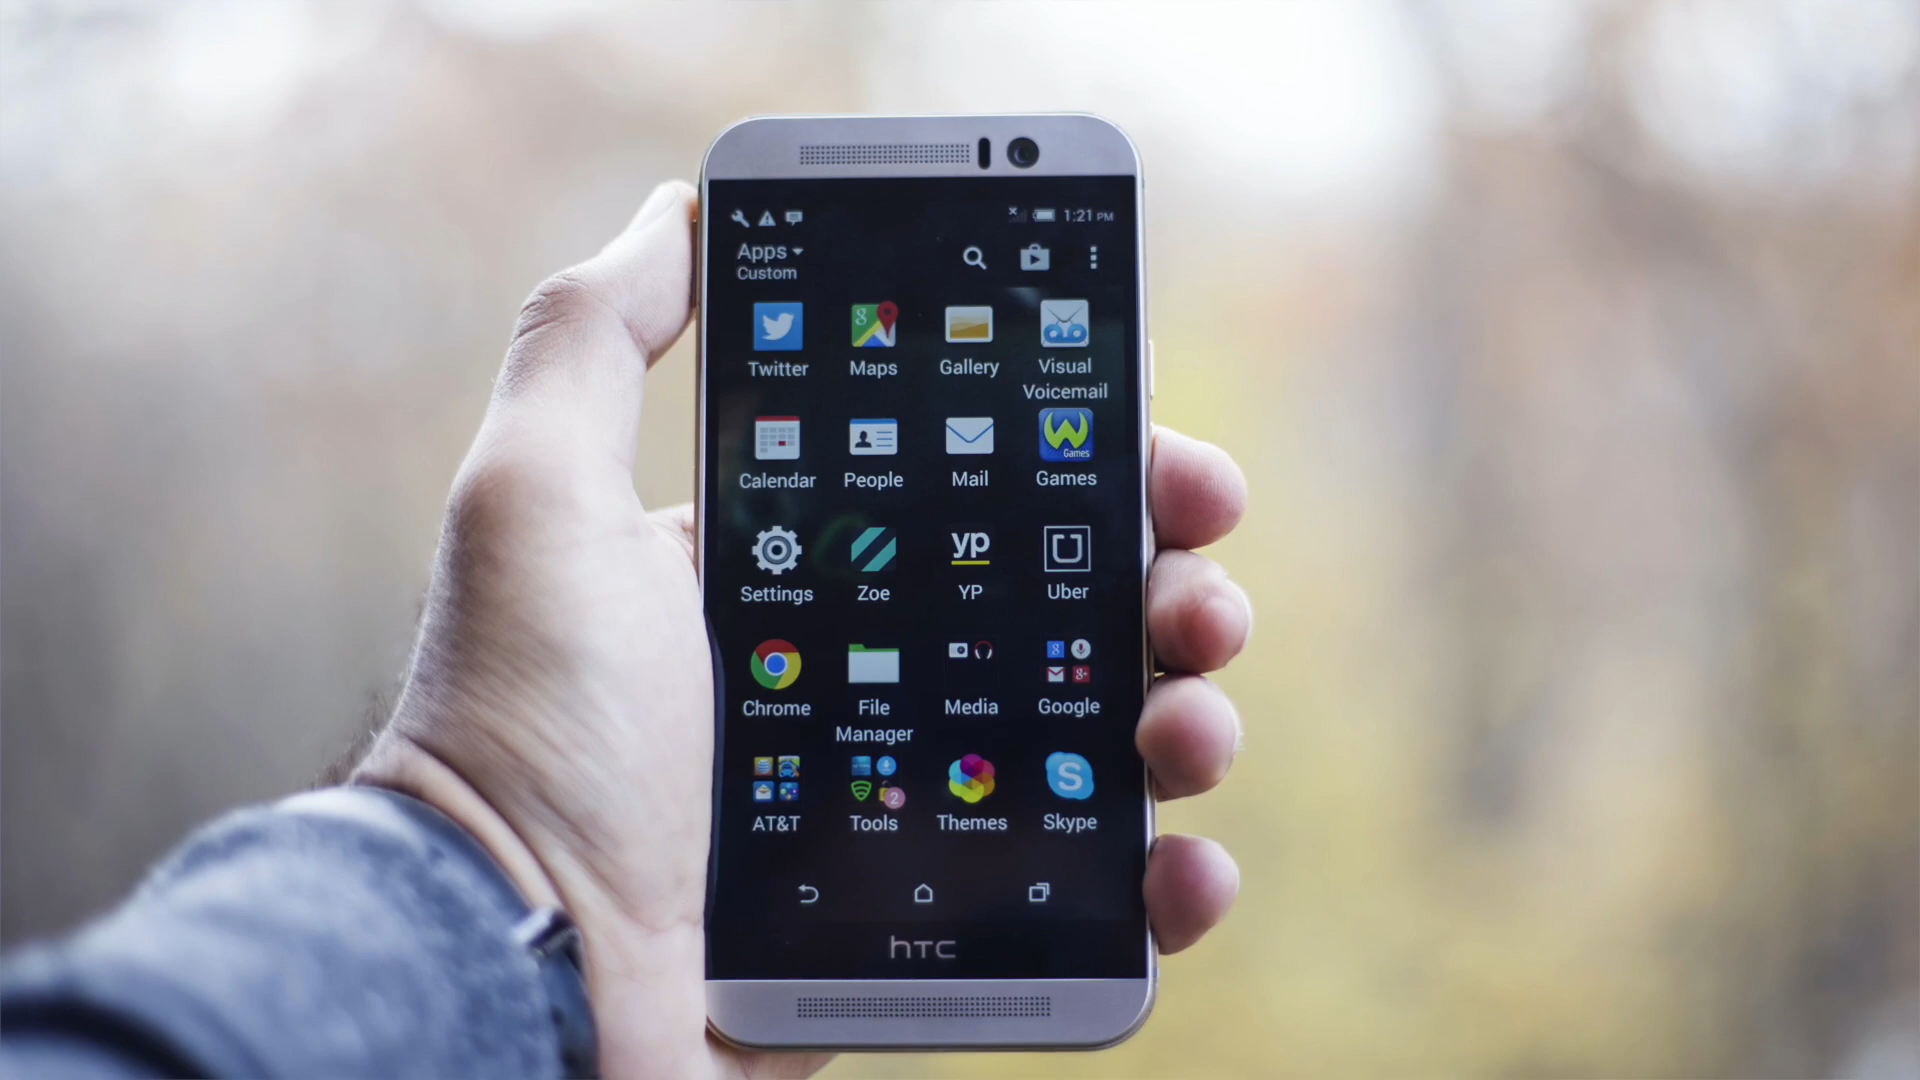 1:21 PM
Apps
Custom
Twitter
Maps
Gallery
Visual
Voicemail
Calendar
People
Mail
Games
Games
Settings
Zoe
yp
YP
Uber
Chrome
File
Manager
Media
Google
AT&T
2
Tools
Themes
S
Skype
hTC